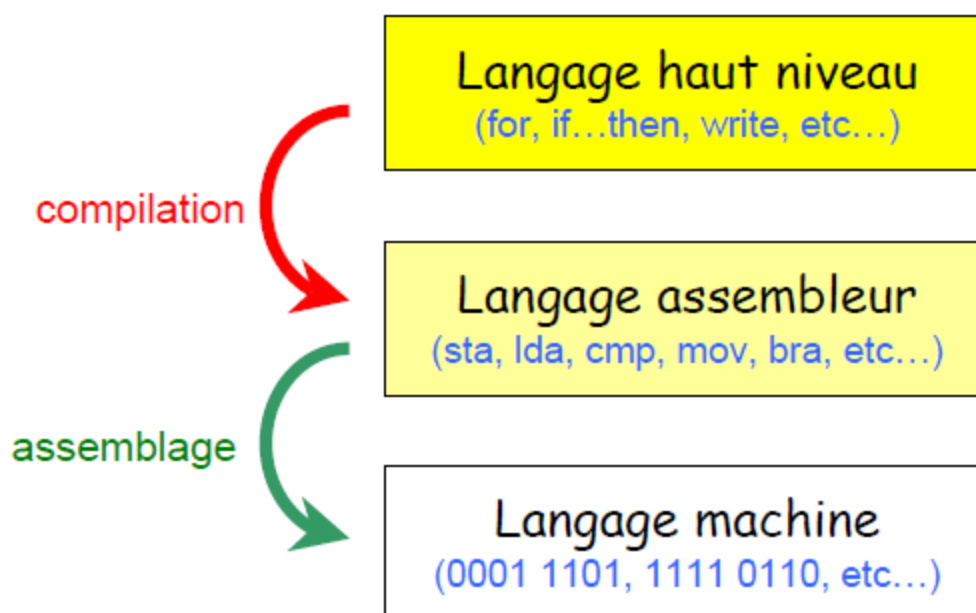 Langage haut niveau
(for, if…then, write, etc…)
compilation
Langage assembleur
(sta, lda, cmp, mov, bra, etc…)
assemblage
Langage machine
(0001 1101, 1111 0110, etc…)